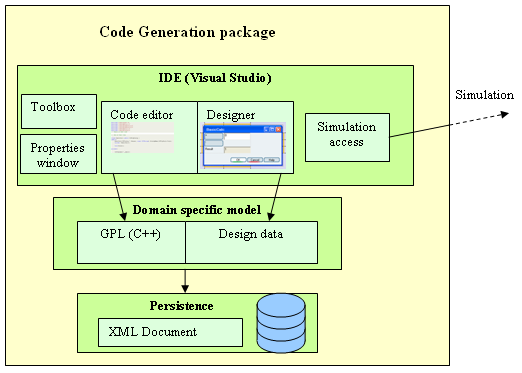 Code Generation package
IDE (Visual Studio)
Simulation
Toolbox
Code editor
Designer
Simulation
access
Properties
window
Domain specific model
GPL (C++)
Design data
Persistence
XML Document